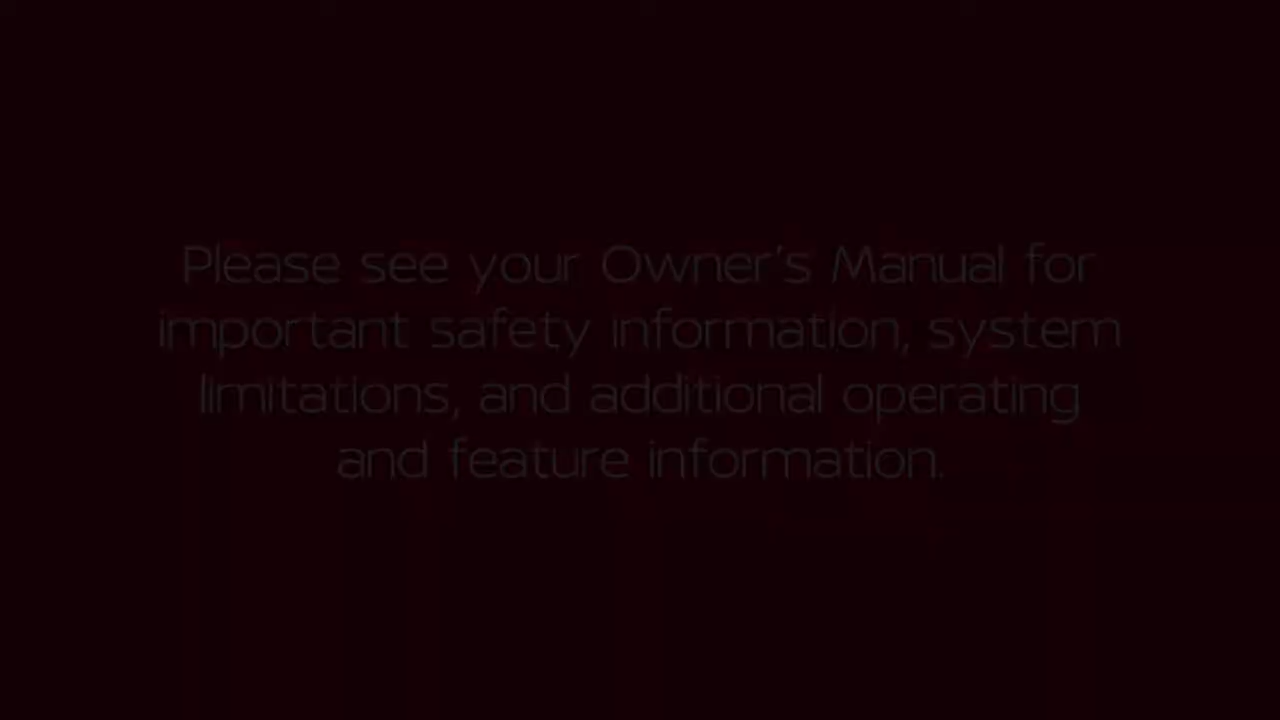 Please see your Owner's Manual for
important safety information, system
limitations, and additional operating
and feature information.